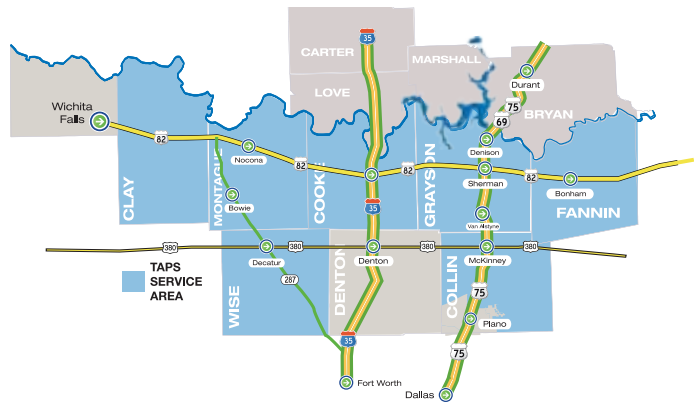 35
CARTER
MARSHALL
LOVE
Durant
75
BRYAN
69
Wichita
Falls
82
Nocona
82
82
Denison
Sherman
82
Bonham
CLAY
MONTAGUE
COOKE
GRAYSON
FANNIN
Bowie
35
Van Alstyne
380
Decatur
380
Denton
380
McKinney
380
TAPS
SERVICE
AREA
WISE
287
DENTON
COLLIN
75
Plano
35
75
Fort Worth
Dallas